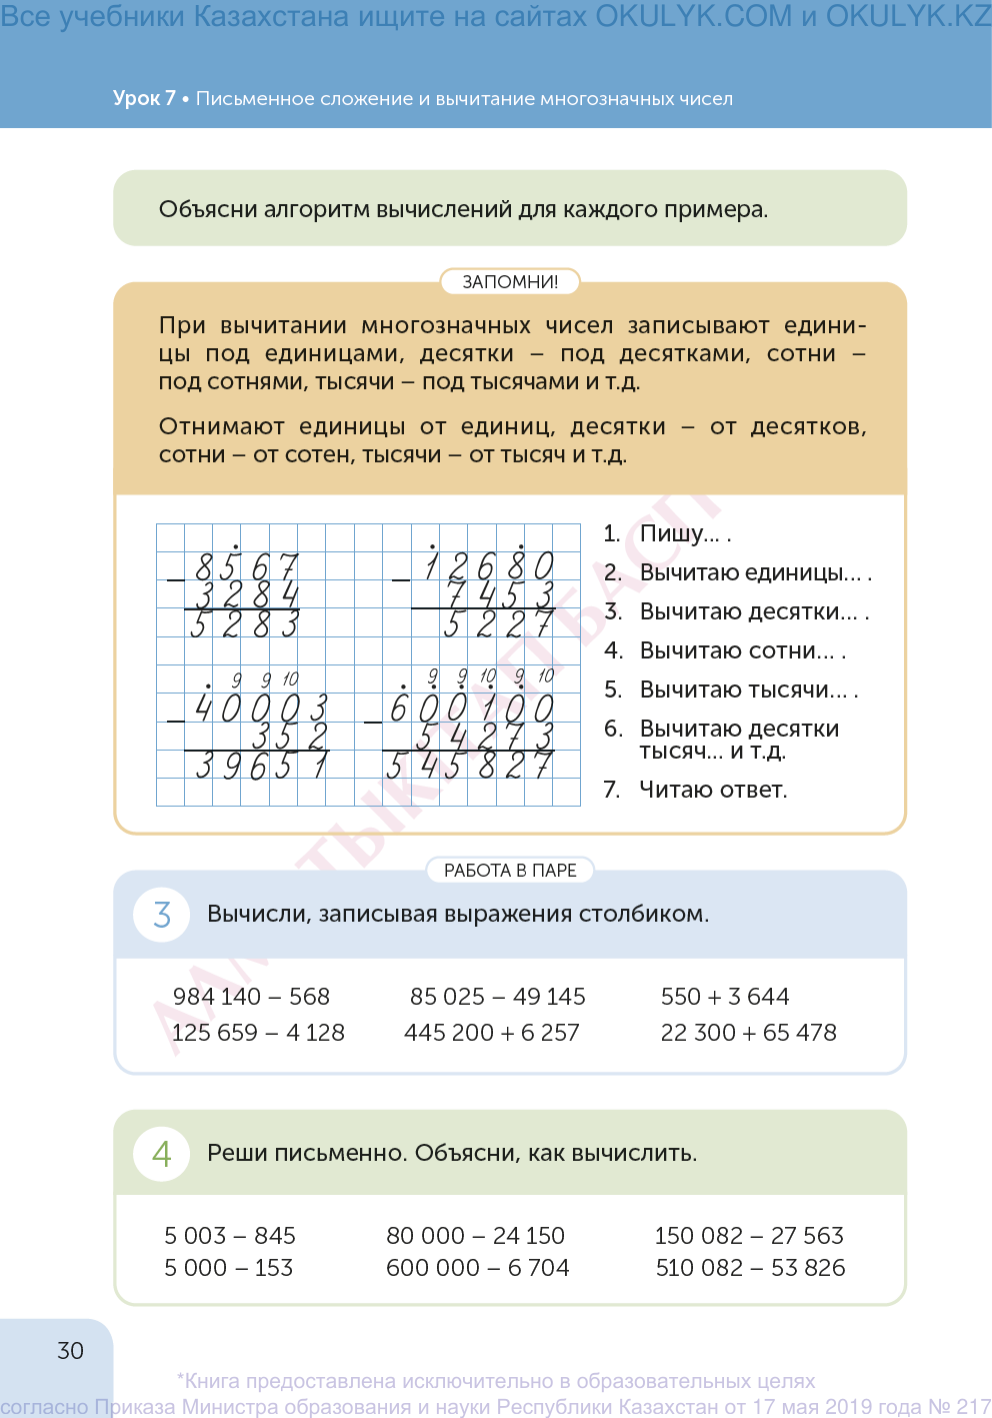 Все учебники Казахстана ищите на сайтах OKULYK.COM и OKULYK.KZ
Урок 7 • Письменное сложение и вычитание многозначных чисел
Объясни алгоритм вычислений для каждого примера.
ЗАПОМНИ!
При вычитании многозначных чисел записывают едини-
цы под единицами, десятки – под десятками, сотни –
под сотнями, тысячи – под тысячами и т.д.
Отнимают единицы от единиц, десятки – от десятков,
сотни – от сотен, тысячи – от тысяч и т.д.
– 8567
3284
5283
– 12680
7453
5227
9 9 10
– 40003
352
39651
9 9 10 9 10
– 600100
54273
545827
1. Пишу... .
2. Вычитаю единицы... .
3. Вычитаю десятки... .
4. Вычитаю сотни... .
5. Вычитаю тысячи... .
6. Вычитаю десятки
тысяч... и т.д.
7. Читаю ответ.
РАБОТА В ПАРЕ
3 Вычисли, записывая выражения столбиком.
984 140 – 568 85 025 – 49 145 550 + 3 644
125 659 – 4 128 445 200 + 6 257 22 300 + 65 478
4 Реши письменно. Объясни, как вычислить.
5 003 – 845 80 000 – 24 150 150 082 – 27 563
5 000 – 153 600 000 – 6 704 510 082 – 53 826
30
*Книга предоставлена исключительно в образовательных целях
согласно Приказа Министра образования и науки Республики Казахстан от 17 мая 2019 года № 217